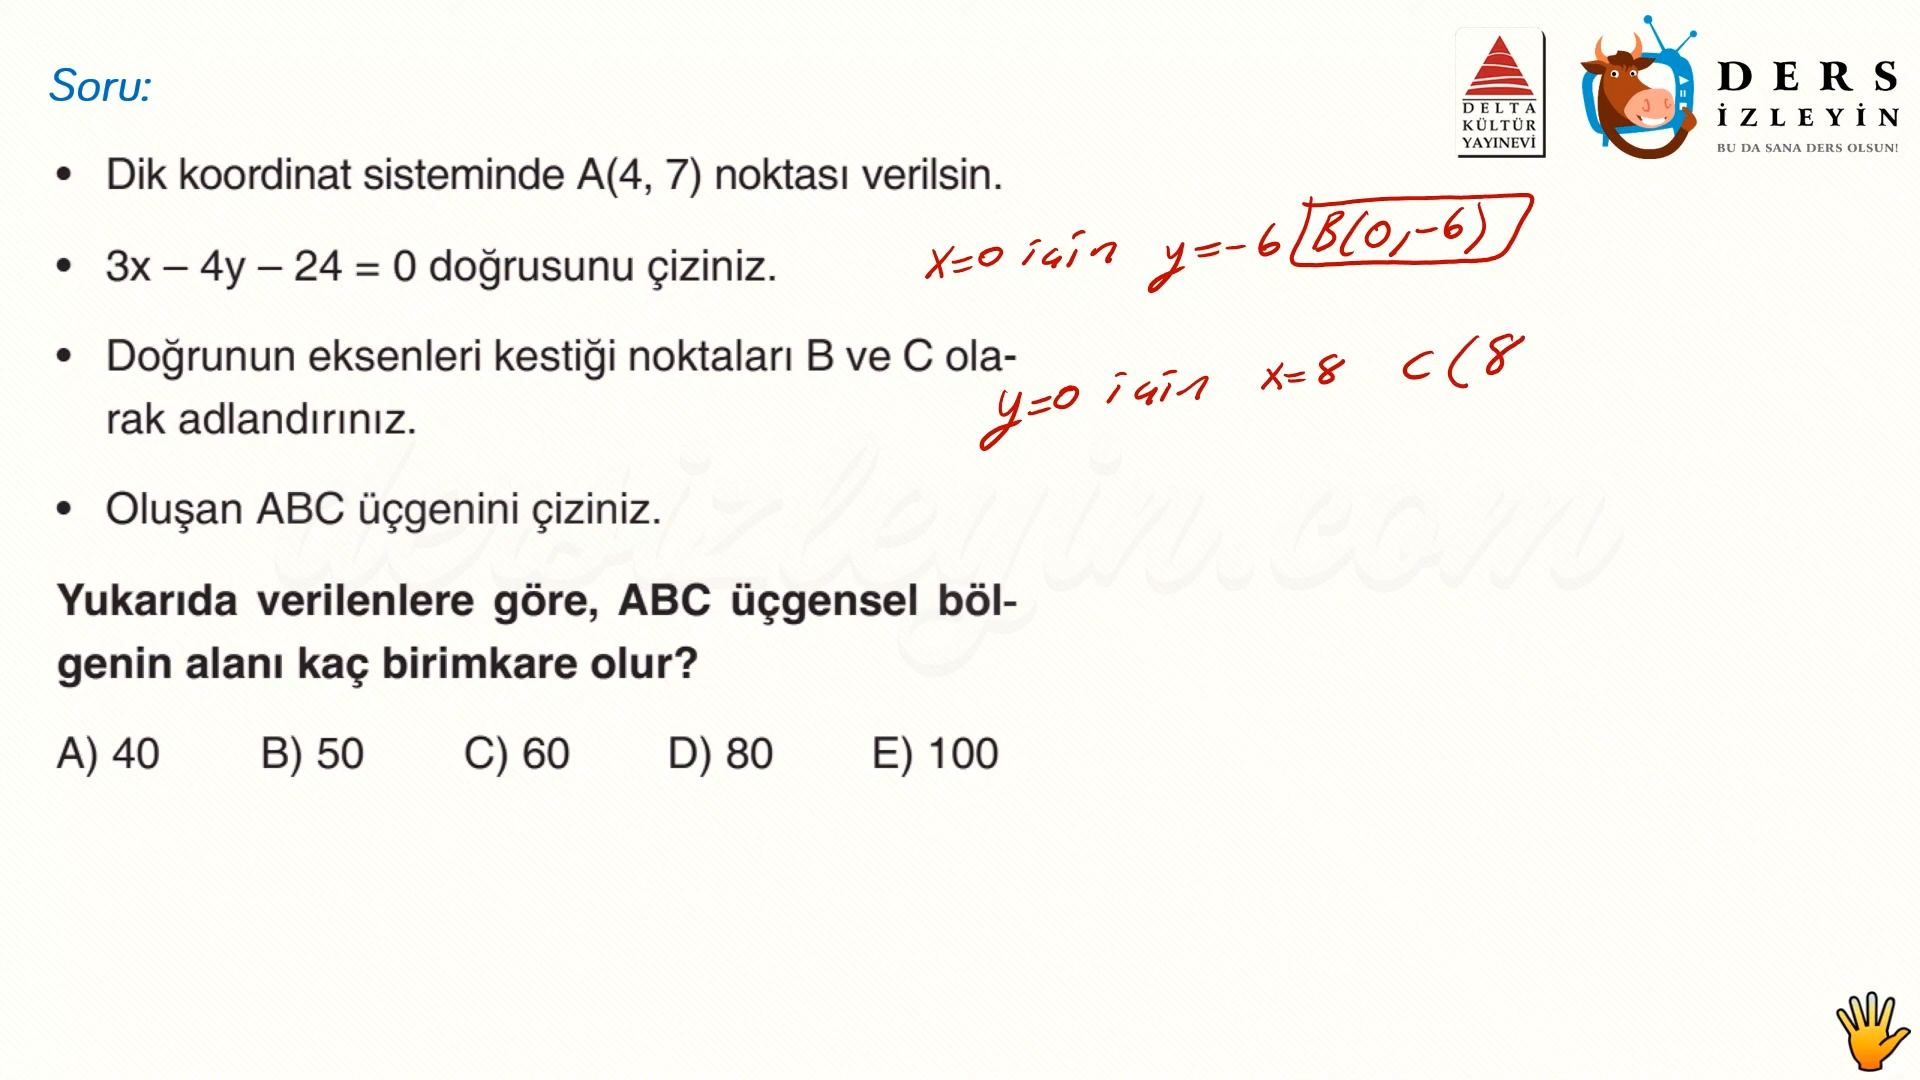 Soru:
DELTA
KÜLTÜR
YAYINEVİ
DERS
İZLEYİN
BU DA SANA DERS OLSUN!
• Dik koordinat sisteminde A(4, 7) noktası verilsin.
• 3x – 4y – 24 = 0 doğrusunu çiziniz.
x=0 için y=-6 B(0,-6)
• Doğrunun eksenleri kestiği noktaları B ve C ola-
rak adlandırınız.
y=0 için x=8 C(8
• Oluşan ABC üçgenini çiziniz.
dersizleyin.com
Yukarıda verilenlere göre, ABC üçgensel böl-
genin alanı kaç birimkare olur?
A) 40 B) 50 C) 60 D) 80 E) 100